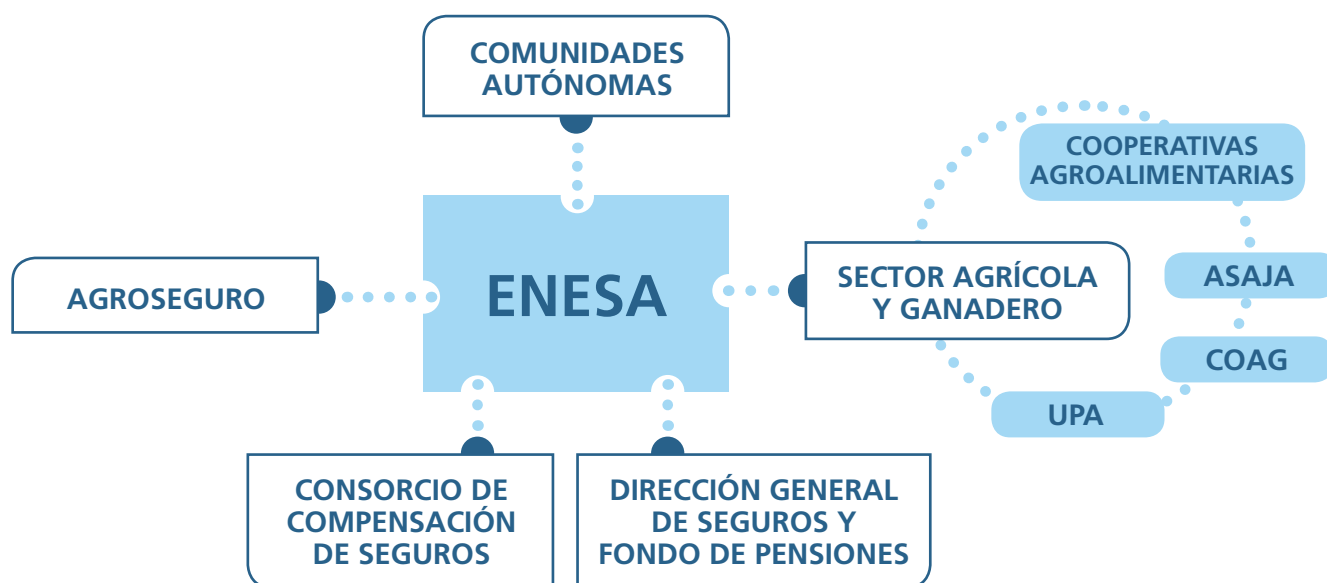 COMUNIDADES
AUTÓNOMAS
COOPERATIVAS
AGROALIMENTARIAS
AGROSEGURO
ENESA
SECTOR AGRÍCOLA
Y GANADERO
ASAJA
COAG
UPA
CONSORCIO DE
COMPENSACIÓN
DE SEGUROS
DIRECCIÓN GENERAL
DE SEGUROS Y
FONDO DE PENSIONES